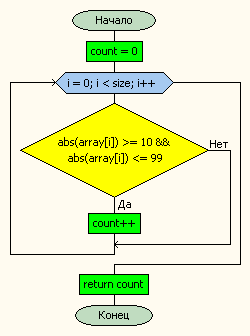 Начало
count = 0
i = 0; i < size; i++
abs(array[i]) >= 10 &&
abs(array[i]) <= 99
Нет
Да
count++
return count
Конец